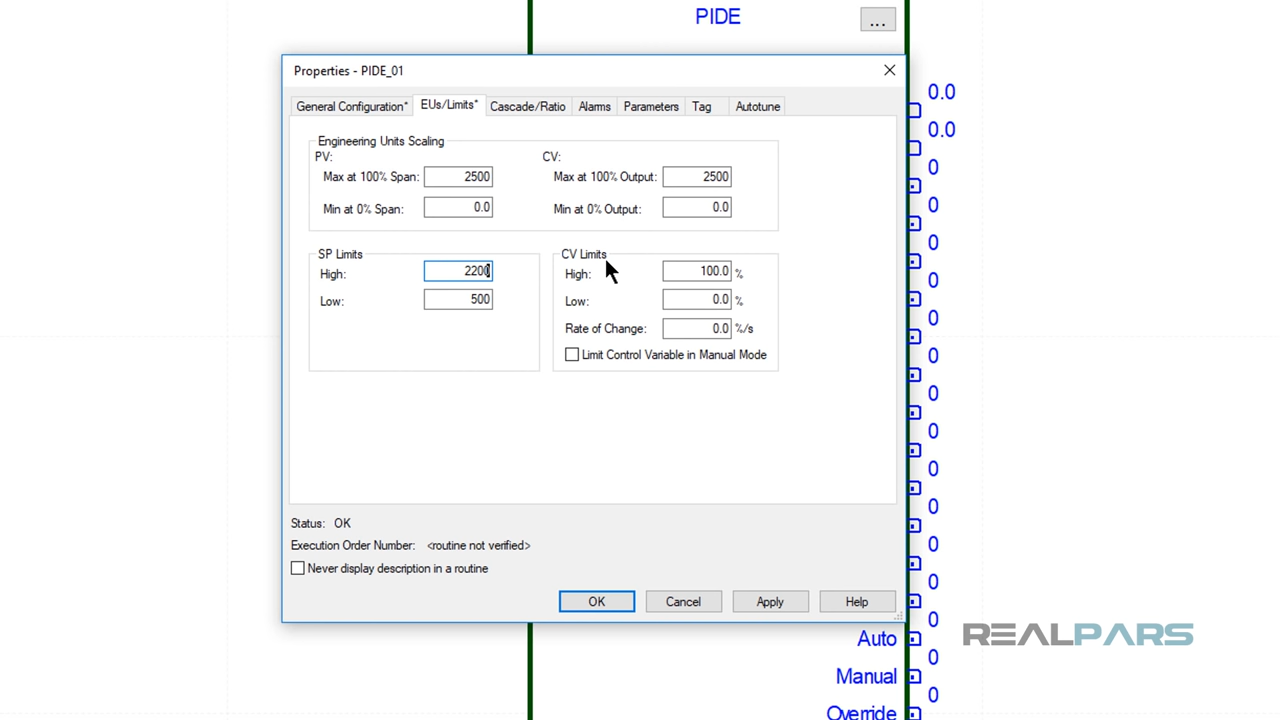 PIDE
...
Properties - PIDE_01
General Configuration* EUs/Limits* Cascade/Ratio Alarms Parameters Tag Autotune
Engineering Units Scaling
PV: CV:
Max at 100% Span: 2500 Max at 100% Output: 2500
Min at 0% Span: 0.0 Min at 0% Output: 0.0
SP Limits CV Limits
High: 2200 High: 100.0 %
Low: 500 Low: 0.0 %
Rate of Change: 0.0 %/s
Limit Control Variable in Manual Mode
Status: OK
Execution Order Number: <routine not verified>
Never display description in a routine
OK Cancel Apply Help
0.0
0.0
0
0
0
0
0
0
0
0
0
0
0
0
0
0
Auto
0
Manual
0
Override
REALPARS